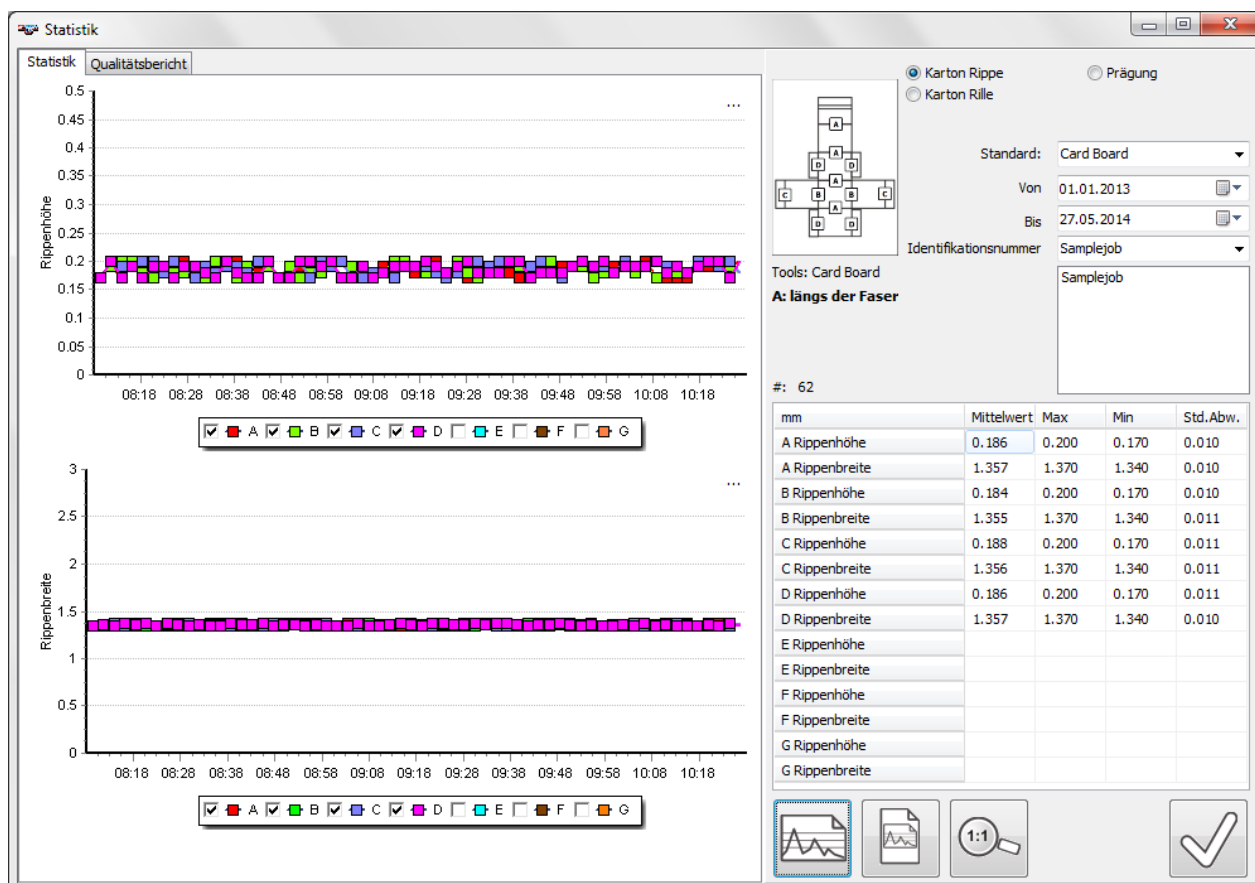 Statistik
Statistik Qualitätsbericht
...
Rippenhöhe
0.5
0.45
0.4
0.35
0.3
0.25
0.2
0.15
0.1
0.05
0
08:18 08:28 08:38 08:48 08:58 09:08 09:18 09:28 09:38 09:48 09:58 10:08 10:18
A B C D E F G
...
Rippenbreite
3
2.5
2
1.5
1
0.5
0
08:18 08:28 08:38 08:48 08:58 09:08 09:18 09:28 09:38 09:48 09:58 10:08 10:18
A B C D E F G
A
A
D D
A
C B B C
A
D D
Karton Rippe Prägung
Karton Rille
Standard: Card Board
Von 01.01.2013
Bis 27.05.2014
Identifikationsnummer Samplejob
Samplejob
Tools: Card Board
A: längs der Faser
#: 62
mm Mittelwert Max Min Std.Abw.
A Rippenhöhe 0.186 0.200 0.170 0.010
A Rippenbreite 1.357 1.370 1.340 0.010
B Rippenhöhe 0.184 0.200 0.170 0.010
B Rippenbreite 1.355 1.370 1.340 0.011
C Rippenhöhe 0.188 0.200 0.170 0.011
C Rippenbreite 1.356 1.370 1.340 0.011
D Rippenhöhe 0.186 0.200 0.170 0.011
D Rippenbreite 1.357 1.370 1.340 0.010
E Rippenhöhe
E Rippenbreite
F Rippenhöhe
F Rippenbreite
G Rippenhöhe
G Rippenbreite
1:1